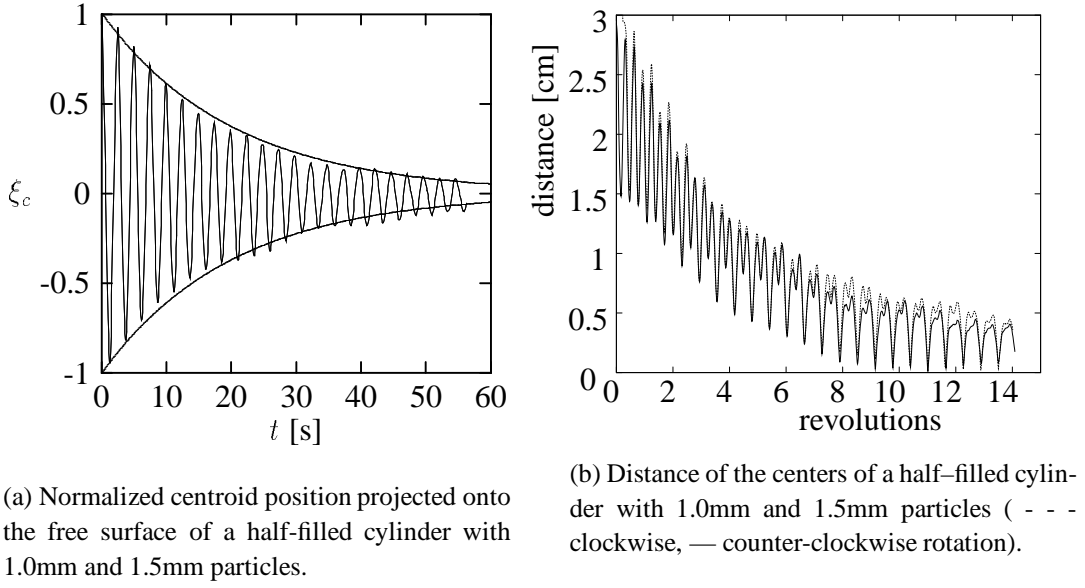 1
0.5
0
-0.5
-1
ξc
0 10 20 30 40 50 60
t [s]
(a) Normalized centroid position projected onto
the free surface of a half-filled cylinder with
1.0mm and 1.5mm particles.
3
2.5
2
1.5
1
0.5
0
distance [cm]
0 2 4 6 8 10 12 14
revolutions
(b) Distance of the centers of a half–filled cylin-
der with 1.0mm and 1.5mm particles ( - - -
clockwise, — counter-clockwise rotation).